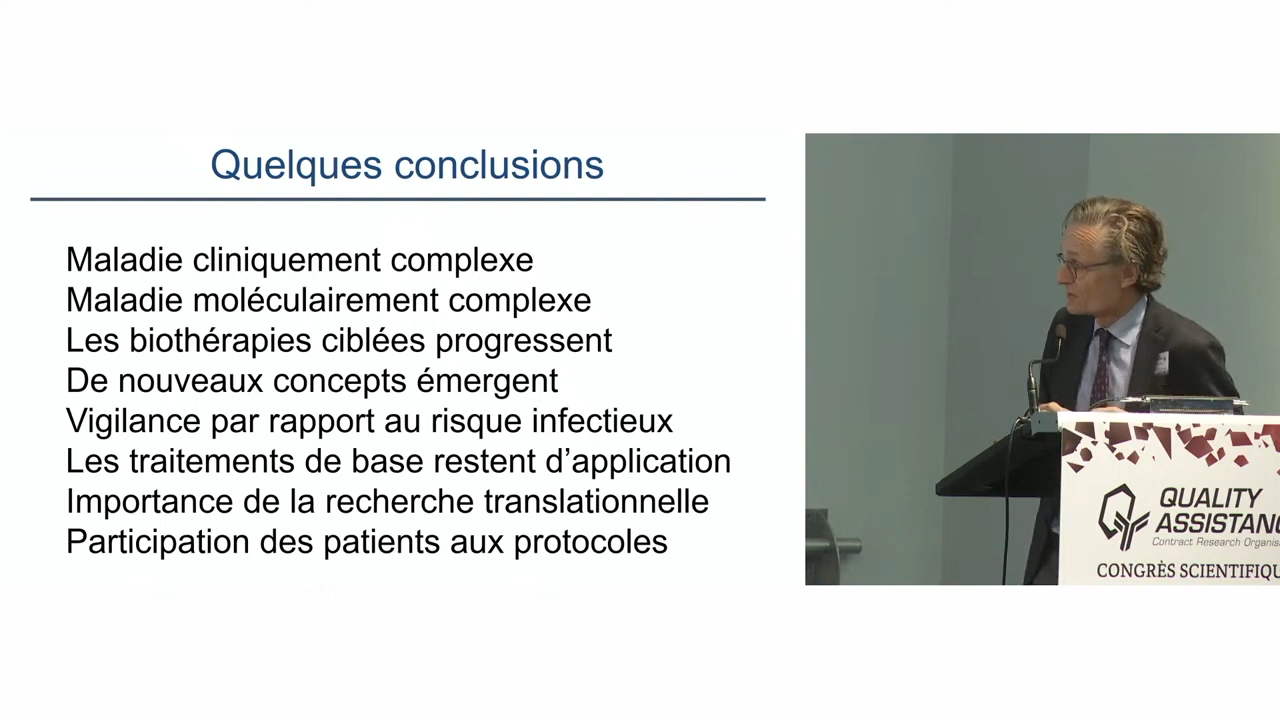 Quelques conclusions
Maladie cliniquement complexe
Maladie moléculairement complexe
Les biothérapies ciblées progressent
De nouveaux concepts émergent
Vigilance par rapport au risque infectieux
Les traitements de base restent d’application
Importance de la recherche translationnelle
Participation des patients aux protocoles
QUALITY
ASSISTANC
Contract Research Organis
CONGRÈS SCIENTIFIQU